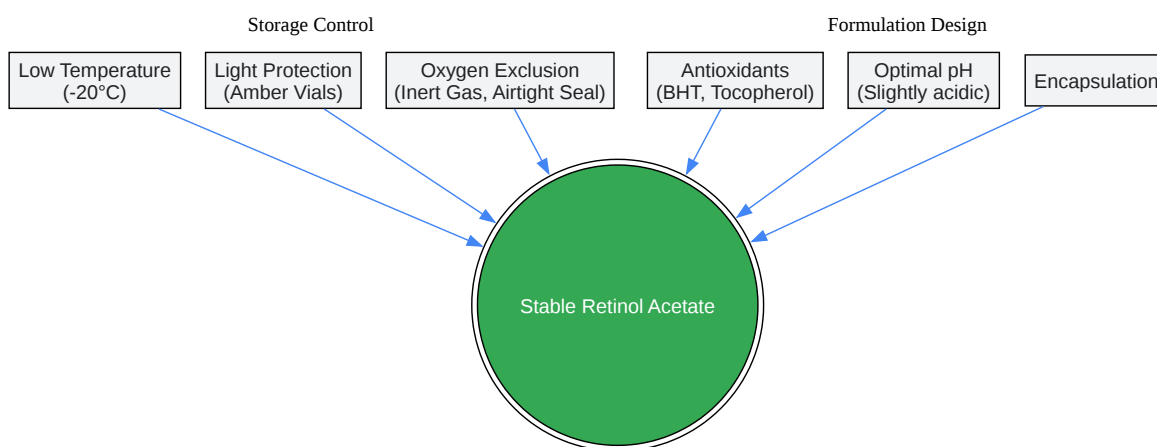 Storage Control
Formulation Design
Low Temperature
(-20°C)
Light Protection
(Amber Vials)
Oxygen Exclusion
(Inert Gas, Airtight Seal)
Antioxidants
(BHT, Tocopherol)
Optimal pH
(Slightly acidic)
Encapsulation
Stable Retinol Acetate